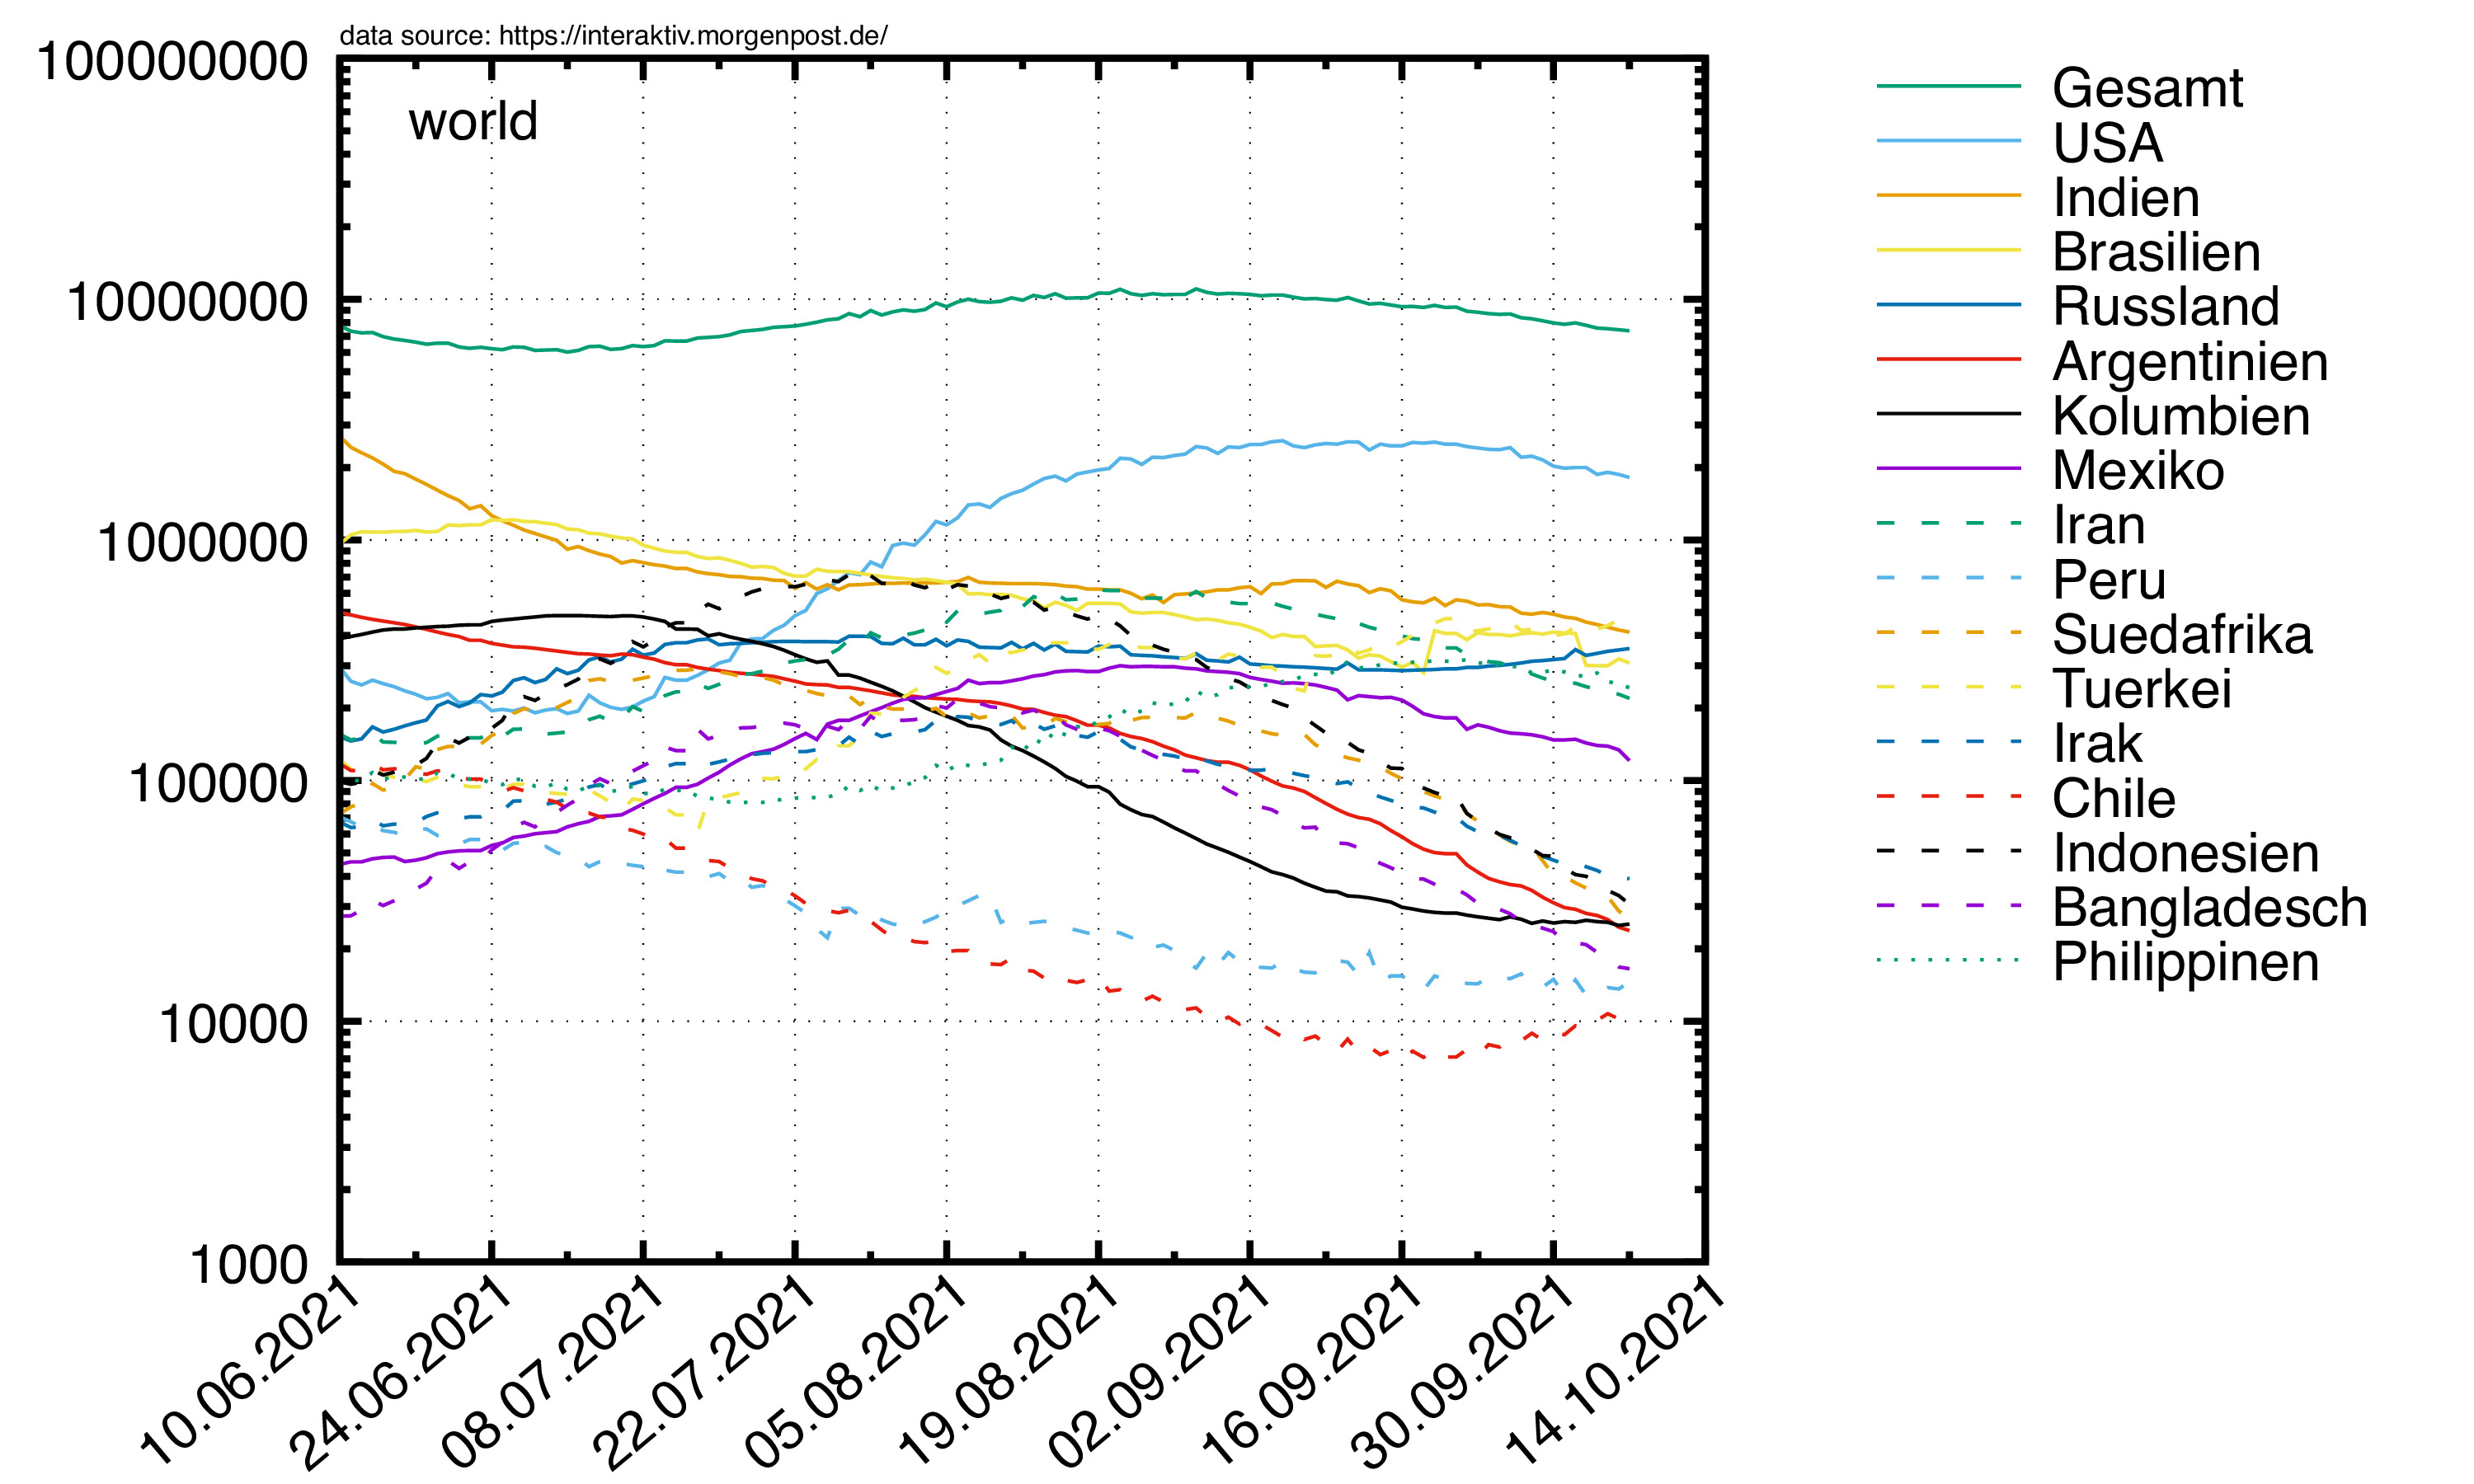 data source: https://interaktiv.morgenpost.de/
100000000
10000000
1000000
100000
10000
1000
world
10.06.2021
24.06.2021
08.07.2021
22.07.2021
05.08.2021
19.08.2021
02.09.2021
16.09.2021
30.09.2021
14.10.2021
Gesamt
USA
Indien
Brasilien
Russland
Argentinien
Kolumbien
Mexiko
Iran
Peru
Suedafrika
Tuerkei
Irak
Chile
Indonesien
Bangladesch
Philippinen